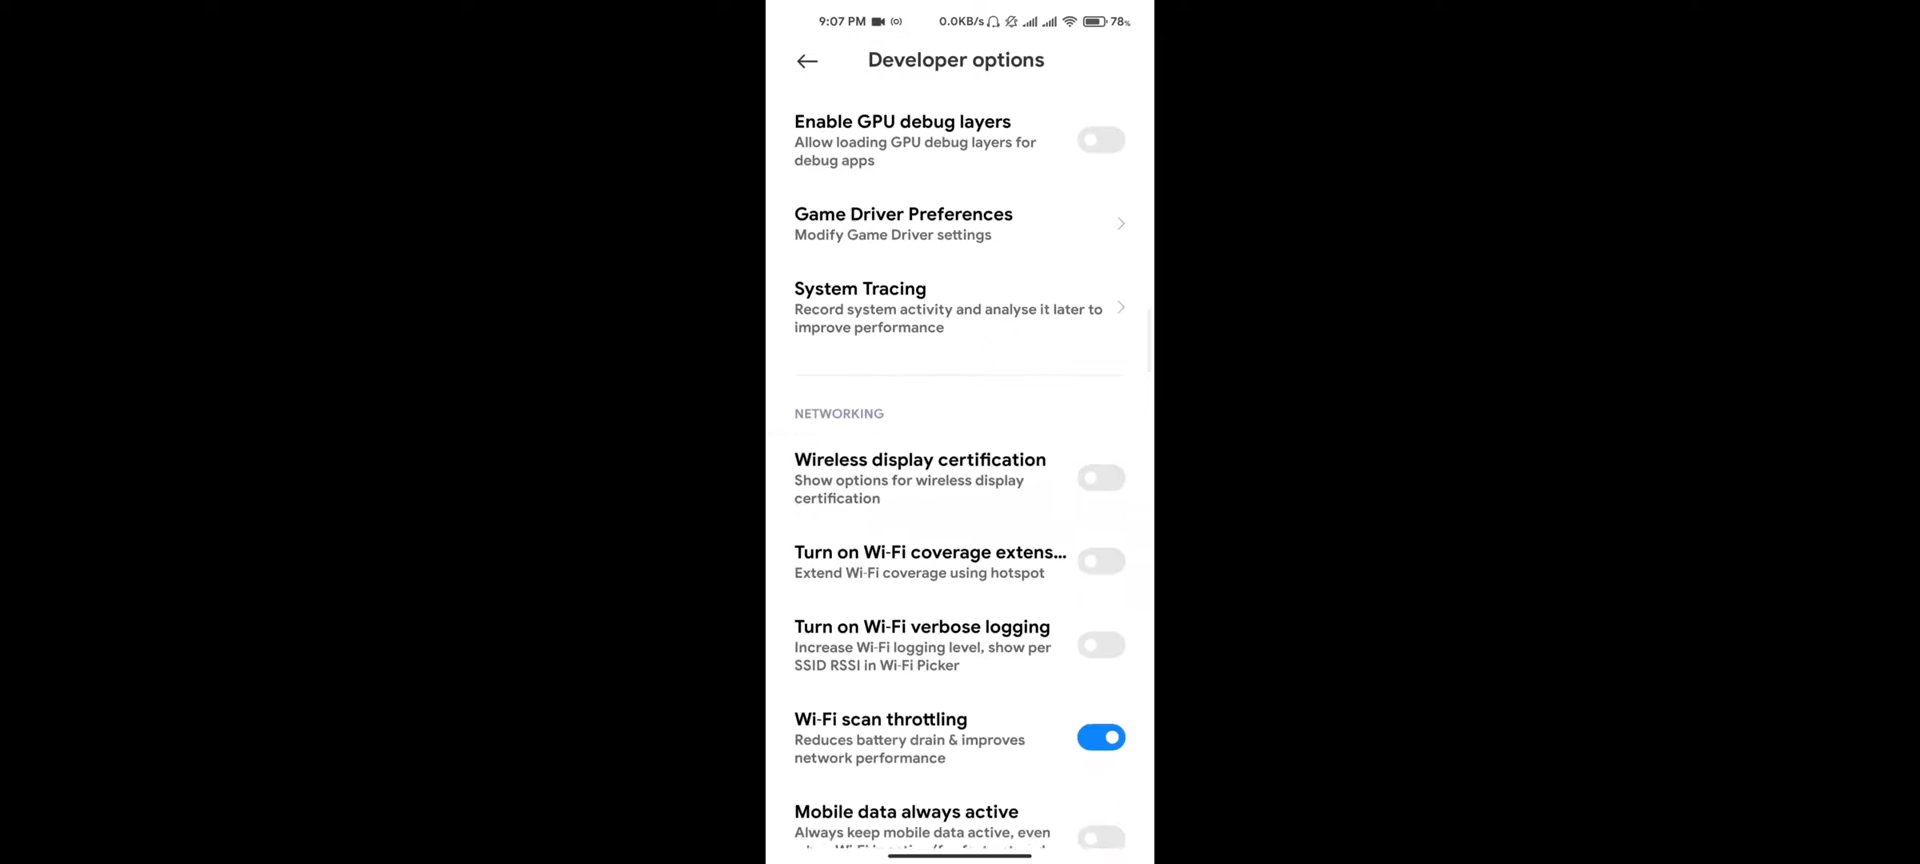 9:07 PM 0.0KB/s 78%
Developer options
Enable GPU debug layers
Allow loading GPU debug layers for
debug apps
Game Driver Preferences
Modify Game Driver settings
System Tracing
Record system activity and analyse it later to
improve performance
NETWORKING
Wireless display certification
Show options for wireless display
certification
Turn on Wi-Fi coverage extens...
Extend Wi-Fi coverage using hotspot
Turn on Wi-Fi verbose logging
Increase Wi-Fi logging level, show per
SSID RSSI in Wi-Fi Picker
Wi-Fi scan throttling
Reduces battery drain & improves
network performance
Mobile data always active
Always keep mobile data active, even